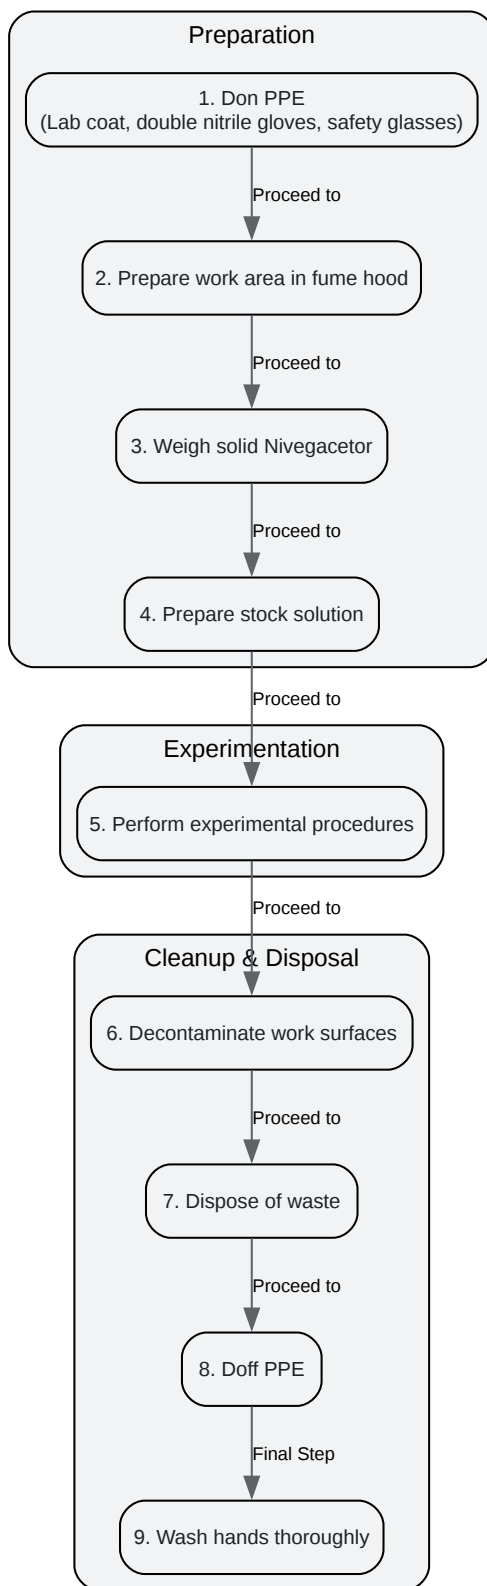 Preparation
1. Don PPE
(Lab coat, double nitrile gloves, safety glasses)
Proceed to
2. Prepare work area in fume hood
Proceed to
3. Weigh solid Nivegacetor
Proceed to
4. Prepare stock solution
Proceed to
Experimentation
5. Perform experimental procedures
Proceed to
Cleanup & Disposal
6. Decontaminate work surfaces
Proceed to
7. Dispose of waste
Proceed to
8. Doff PPE
Final Step
9. Wash hands thoroughly